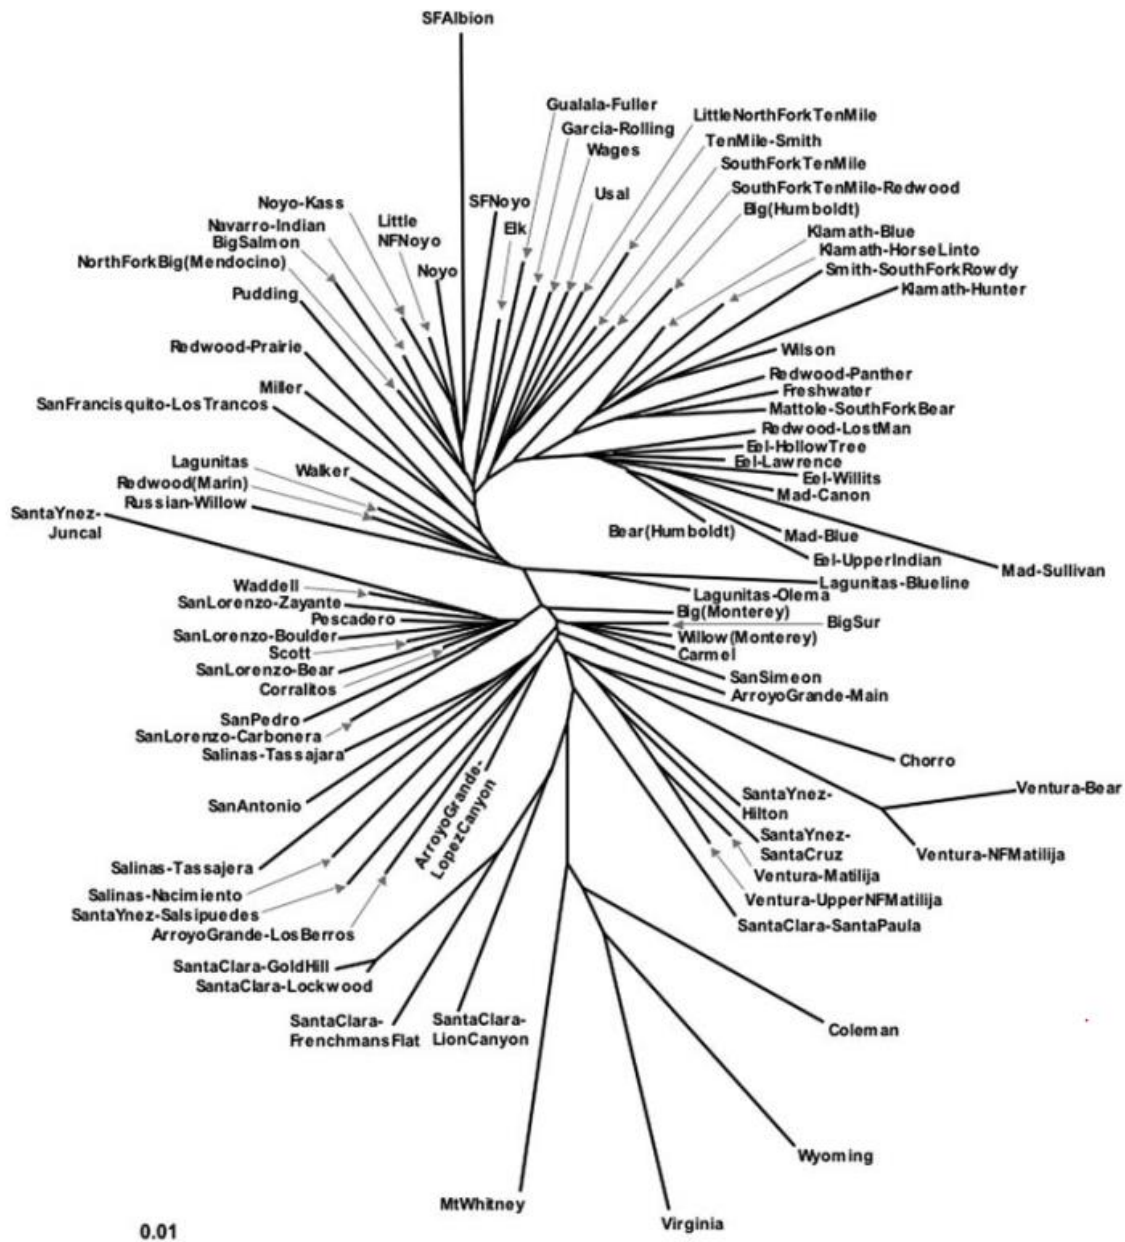 SFAlbion
Gualala-Fuller
Garcia-Rolling
Wages
Usal
LittleNorthForkTenMile
TenMile-Smith
SouthForkTenMile
SouthForkTenMile-Redwood
Big(Humboldt)
Klamath-Blue
Klamath-HorseLinto
Smith-SouthForkRowdy
Klamath-Hunter
SFNoyo
Elk
Noyo-Kass
Little
NFNoyo
Navarro-Indian
BigSalmon
NorthForkBig(Mendocino)
Noyo
Pudding
Redwood-Prairie
Miller
SanFrancisquito-LosTrancos
Wilson
Redwood-Panther
Freshwater
Mattole-SouthForkBear
Redwood-LostMan
Eel-HollowTree
Eel-Lawrence
Eel-Willits
Mad-Canon
Lagunitas
Walker
Redwood(Marin)
Russian-Willow
SantaYnez-
Juncal
Bear(Humboldt)
Mad-Blue
Eel-UpperIndian
Mad-Sullivan
Lagunitas-Blueline
Lagunitas-Olema
Waddell
SanLorenzo-Zayante
Pescadero
SanLorenzo-Boulder
Scott
SanLorenzo-Bear
Corralitos
Big(Monterey)
BigSur
Willow(Monterey)
Carmel
SanSimeon
ArroyoGrande-Main
SanPedro
SanLorenzo-Carbonera
Salinas-Tassajara
SanAntonio
Chorro
Ventura-Bear
SantaYnez-
Hilton
SantaYnez-
SantaCruz
Ventura-NFMatilija
Ventura-Matilija
Ventura-UpperNFMatilija
SantaClara-SantaPaula
ArroyoGrande-
LopezCanyon
Salinas-Tassajera
Salinas-Nacimiento
SantaYnez-Salsipuedes
ArroyoGrande-LosBerros
SantaClara-GoldHill
SantaClara-Lockwood
SantaClara-
FrenchmansFlat
SantaClara-
LionCanyon
Coleman
Wyoming
MtWhitney
Virginia
0.01